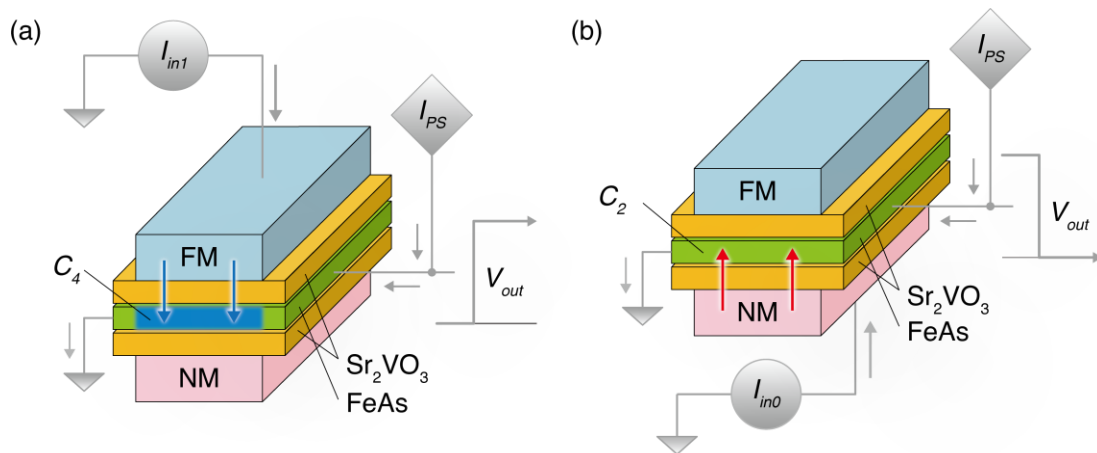 (a)
I_in1
I_PS
FM
C_4
V_out
Sr_2VO_3
NM
FeAs
(b)
I_PS
FM
C_2
V_out
Sr_2VO_3
NM
FeAs
I_in0